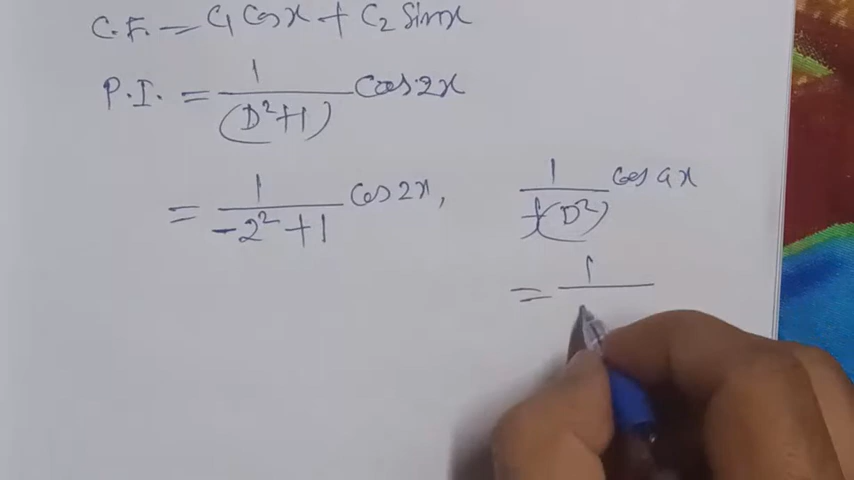 C.F. = C₁ Cos x + C₂ Sin x
P.I. = 1/(D²+1) Cos 2x
= 1/(-2²+1) cos 2x, 1/f(D²) cos ax
= 1/